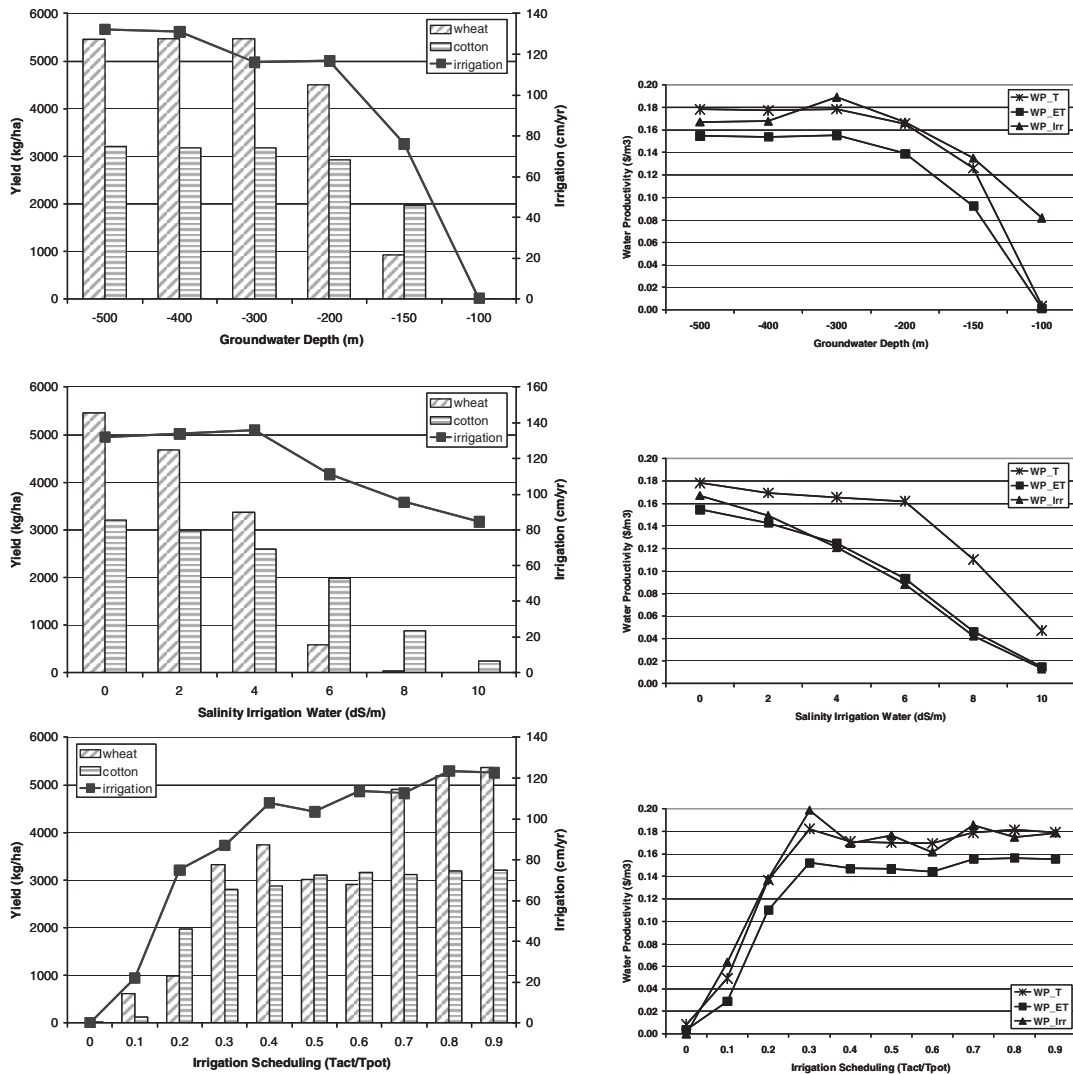 6000
5000
4000
3000
2000
1000
0
Yield (kg/ha)
140
120
100
80
60
40
20
0
Irrigation (cm/yr)
wheat
cotton
irrigation
-500 -400 -300 -200 -150 -100
Groundwater Depth (m)
0.20
0.18
0.16
0.14
0.12
0.10
0.08
0.06
0.04
0.02
0.00
Water Productivity ($/m3)
WP_T
WP_ET
WP_Irr
-500 -400 -300 -200 -150 -100
Groundwater Depth (m)
6000
5000
4000
3000
2000
1000
0
Yield (kg/ha)
160
140
120
100
80
60
40
20
0
Irrigation (cm/yr)
wheat
cotton
irrigation
0 2 4 6 8 10
Salinity Irrigation Water (dS/m)
0.20
0.18
0.16
0.14
0.12
0.10
0.08
0.06
0.04
0.02
0.00
Water Productivity ($/m3)
WP_T
WP_ET
WP_Irr
0 2 4 6 8 10
Salinity Irrigation Water (dS/m)
6000
5000
4000
3000
2000
1000
0
Yield (kg/ha)
140
120
100
80
60
40
20
0
Irrigation (cm/yr)
wheat
cotton
irrigation
0 0.1 0.2 0.3 0.4 0.5 0.6 0.7 0.8 0.9
Irrigation Scheduling (Tact/Tpot)
0.20
0.18
0.16
0.14
0.12
0.10
0.08
0.06
0.04
0.02
0.00
Water Productivity ($/m3)
WP_T
WP_ET
WP_Irr
0 0.1 0.2 0.3 0.4 0.5 0.6 0.7 0.8 0.9
Irrigation Scheduling (Tact/Tpot)